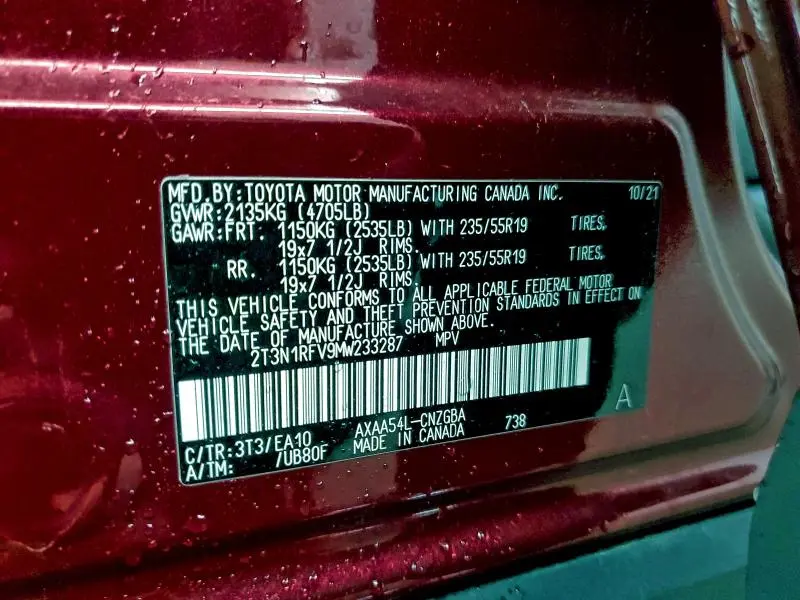 MFD.BY:TOYOTA MOTOR MANUFACTURING CANADA INC. 10/21
GVWR:2135KG (4705LB)
GAWR:FRT. 1150KG (2535LB) WITH 235/55R19 TIRES,
19x7 1/2J RIMS.
RR. 1150KG (2535LB) WITH 235/55R19 TIRES,
19x7 1/2J RIMS.
THIS VEHICLE CONFORMS TO ALL APPLICABLE FEDERAL MOTOR
VEHICLE SAFETY AND THEFT PREVENTION STANDARDS IN EFFECT ON
THE DATE OF MANUFACTURE SHOWN ABOVE.
2T3N1RFV9MW233287 MPV
A
C/TR:3T3/EA10 AXAA54L-CNZGBA 738
A/TM: /UB80F MADE IN CANADA